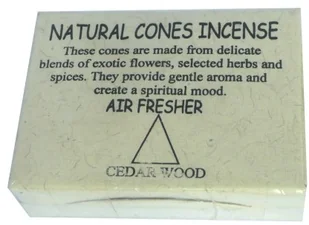 NATURAL CONES INCENSE
These cones are made from delicate
blends of exotic flowers, selected herbs and
spices. They provide gentle aroma and
create a spiritual mood.
AIR FRESHER
CEDAR WOOD